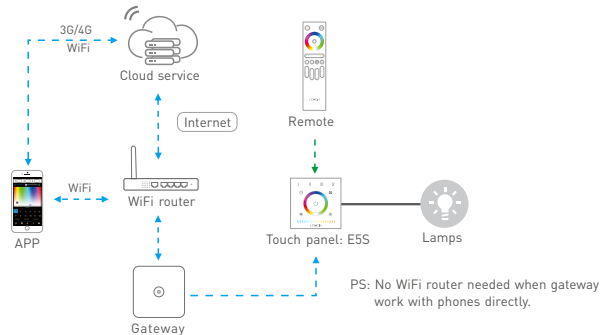 3G/4G
WiFi
Cloud service
Internet
Remote
WiFi
WiFi router
APP
Touch panel: E5S
Lamps
Gateway
PS: No WiFi router needed when gateway
work with phones directly.